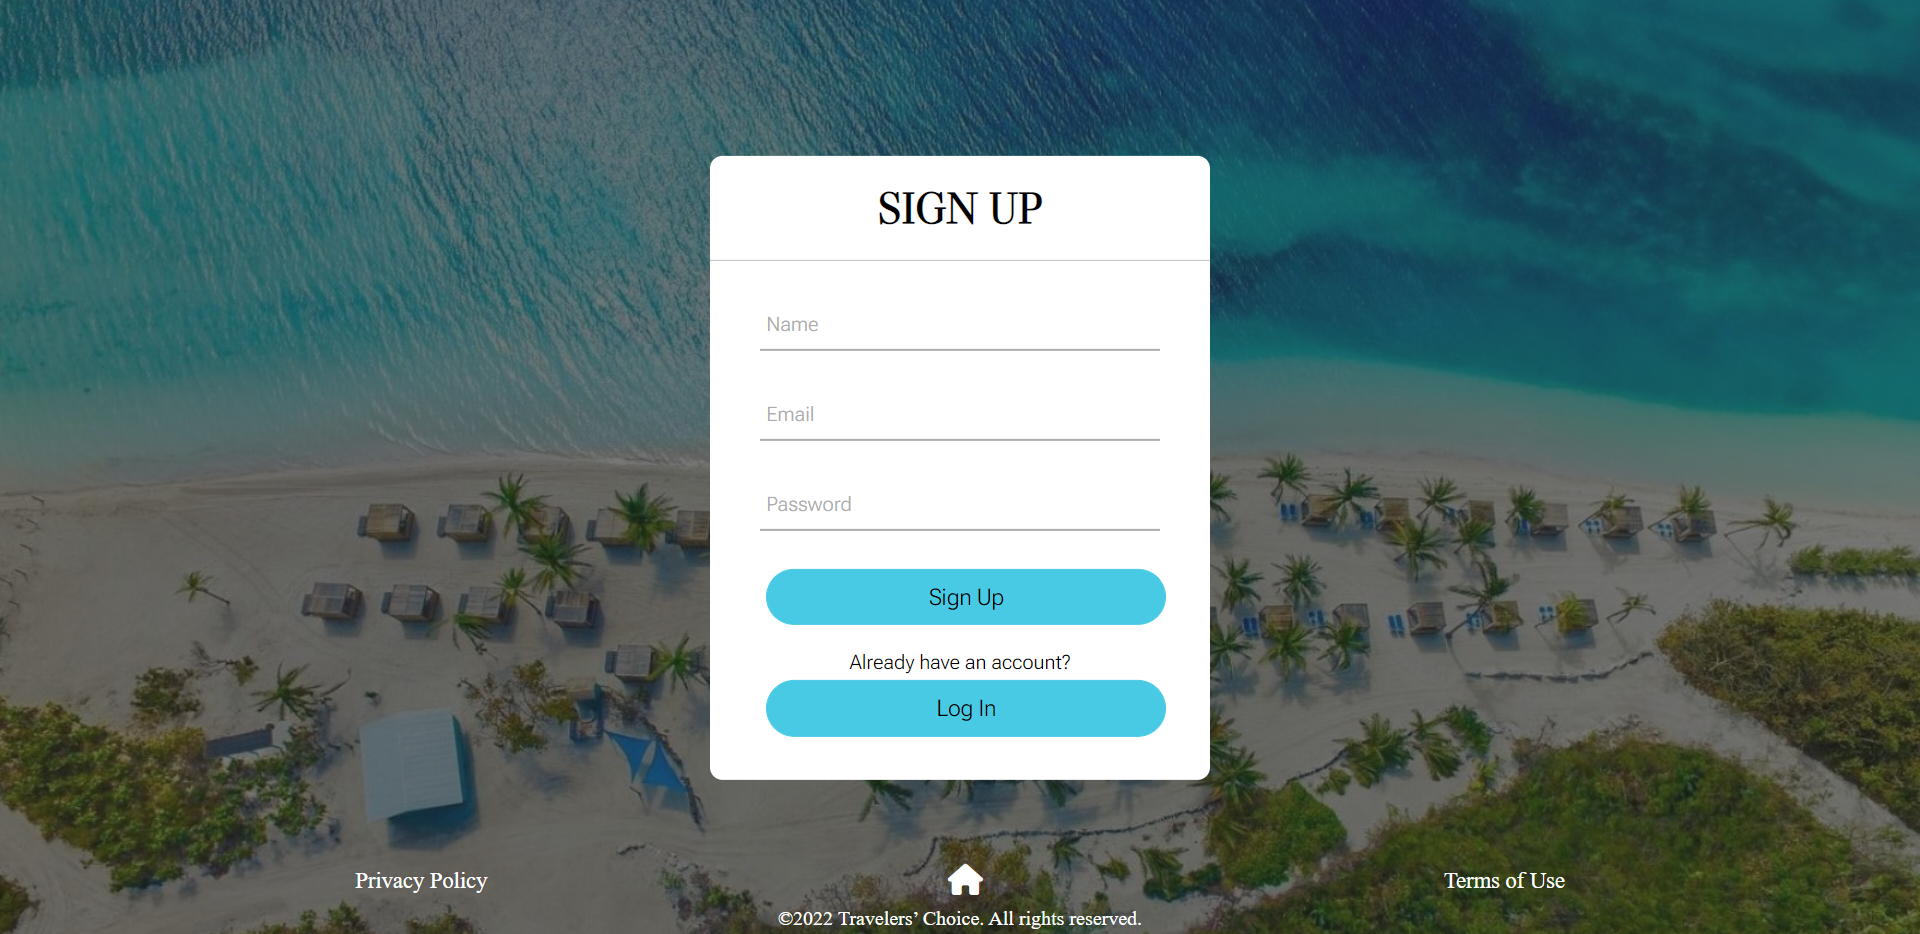 SIGN UP
Name
Email
Password
Sign Up
Already have an account?
Log In
Privacy Policy
Terms of Use
©2022 Travelers’ Choice. All rights reserved.